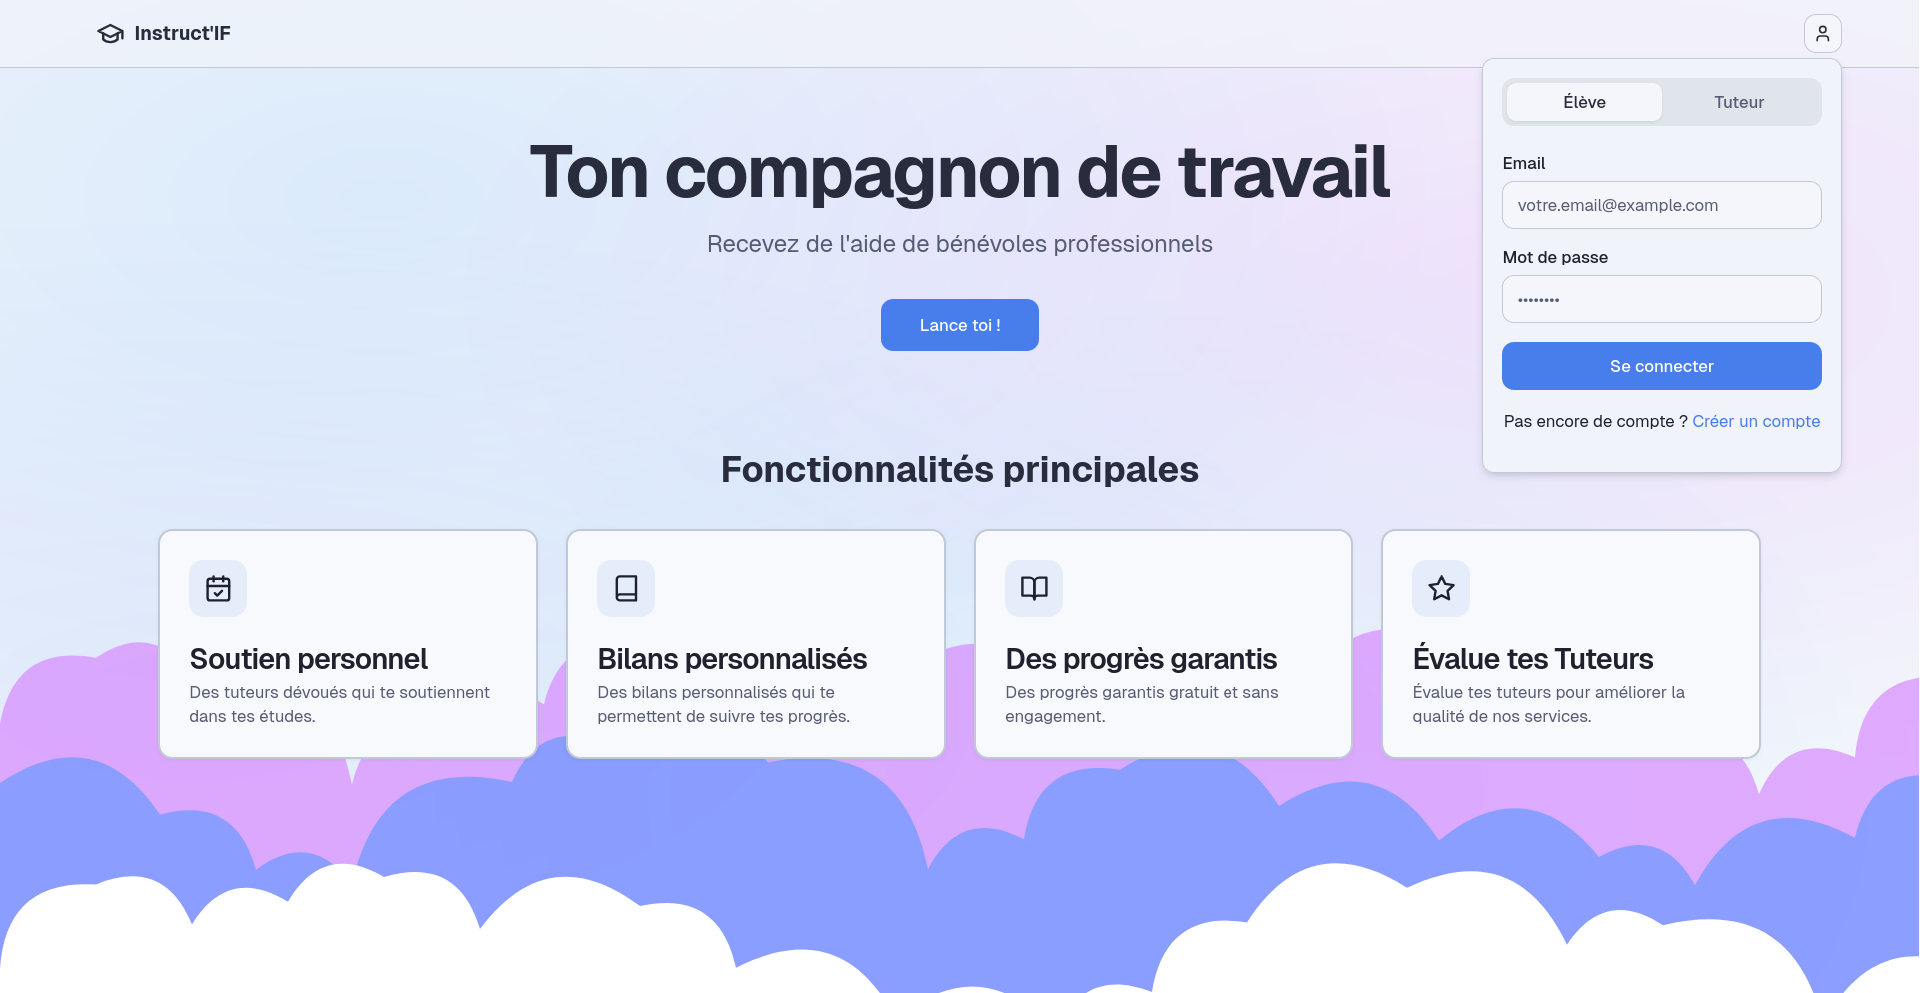 Instruct'IF
Élève
Tuteur
Email
votre.email@example.com
Mot de passe
••••••••
Se connecter
Pas encore de compte ? Créer un compte
Ton compagnon de travail
Recevez de l'aide de bénévoles professionnels
Lance toi !
Fonctionnalités principales
Soutien personnel
Des tuteurs dévoués qui te soutiennent
dans tes études.
Bilans personnalisés
Des bilans personnalisés qui te
permettent de suivre tes progrès.
Des progrès garantis
Des progrès garantis gratuit et sans
engagement.
Évalue tes Tuteurs
Évalue tes tuteurs pour améliorer la
qualité de nos services.